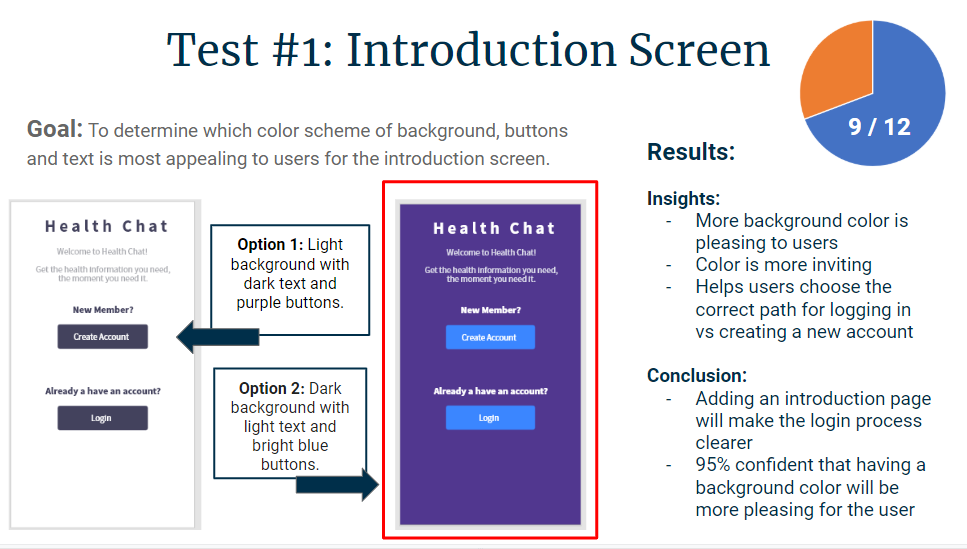 Test #1: Introduction Screen
9 / 12
Goal: To determine which color scheme of background, buttons
and text is most appealing to users for the introduction screen.
Health Chat
Welcome to Health Chat!
Get the health information you need,
the moment you need it.
New Member?
Create Account
Already a have an account?
Login
Option 1: Light
background with
dark text and
purple buttons.
Option 2: Dark
background with
light text and
bright blue
buttons.
Health Chat
Welcome to Health Chat!
Get the health information you need,
the moment you need it.
New Member?
Create Account
Already a have an account?
Login
Results:
Insights:
- More background color is
pleasing to users
- Color is more inviting
- Helps users choose the
correct path for logging in
vs creating a new account
Conclusion:
- Adding an introduction page
will make the login process
clearer
- 95% confident that having a
background color will be
more pleasing for the user